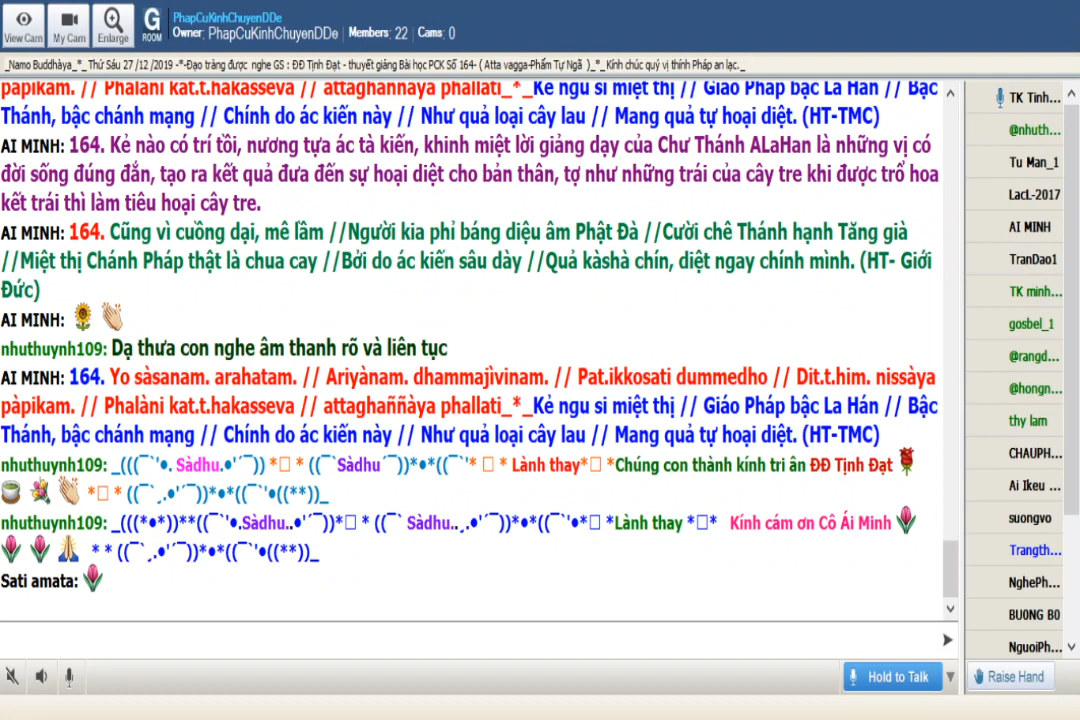 View Cam My Cam Enlarge G ROOM
PhapCuKinhChuyenDDe
Owner: PhapCuKinhChuyenDDe Members: 22 Cams: 0
_Namo Buddhàya_*_ Thứ Sáu 27 /12 /2019 -*-Đạo tràng được nghe GS : ĐĐ Tịnh Đạt - thuyết giảng Bài học PCK Số 164- ( Atta vagga-Phẩm Tự Ngã )_*_Kính chúc quý vị thính Pháp an lạc._
pàpikam. // Phalàni kat.t.hakasseva // attaghaññàya phallati_*_Kẻ ngu si miệt thị // Giáo Pháp bậc La Hán // Bậc
Thánh, bậc chánh mạng // Chính do ác kiến này // Như quả loại cây lau // Mang quả tự hoại diệt. (HT-TMC)
AI MINH: 164. Kẻ nào có trí tồi, nương tựa ác tà kiến, khinh miệt lời giảng dạy của Chư Thánh ALaHan là những vị có
đời sống đúng đắn, tạo ra kết quả đưa đến sự hoại diệt cho bản thân, tợ như những trái của cây tre khi được trổ hoa
kết trái thì làm tiêu hoại cây tre.
AI MINH: 164. Cũng vì cuồng dại, mê lầm //Người kia phỉ báng diệu âm Phật Đà //Cười chê Thánh hạnh Tăng già
//Miệt thị Chánh Pháp thật là chua cay //Bởi do ác kiến sâu dày //Quả kàshà chín, diệt ngay chính mình. (HT- Giới
Đức)
AI MINH:
nhuthuynh109: Dạ thưa con nghe âm thanh rõ và liên tục
AI MINH: 164. Yo sàsanam. arahatam. // Ariyànam. dhammajìvinam. // Pat.ikkosati dummedho // Dit.t.him. nissàya
pàpikam. // Phalàni kat.t.hakasseva // attaghaññàya phallati_*_Kẻ ngu si miệt thị // Giáo Pháp bậc La Hán // Bậc
Thánh, bậc chánh mạng // Chính do ác kiến này // Như quả loại cây lau // Mang quả tự hoại diệt. (HT-TMC)
nhuthuynh109: _(((¯`'•. Sàdhu.•'´¯)) *□ * ((¯`Sàdhu´¯))*•*((¯`'* □ * Lành thay*□ *Chúng con thành kính tri ân ĐĐ Tịnh Đạt
*□ * ((¯`¸.•'´¯))*•*((¯`'•((**))_
nhuthuynh109: _(((*•*))**((¯`'•.Sàdhu..•'´¯))*□ * ((¯` Sàdhu..¸.•'´¯))*•*((¯`'•*□ *Lành thay *□* Kính cám ơn Cô Ái Minh
* * ((¯`¸.•'´¯))*•*((¯`'•((**))_
Sati amata:
TK Tinh...
@nhuth...
Tu Man_1
LacL-2017
AI MINH
TranDao1
TK minh...
gosbel_1
@rangd...
@hongn...
thy lam
CHAUPH...
Ai Ikeu ...
suongvo
Trangth...
NghePh...
BUONG BO
NguoiPh...
Hold to Talk
Raise Hand